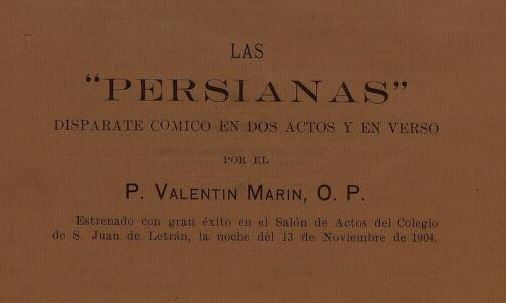 LAS
“PERSIANAS”
DISPARATE COMICO EN DOS ACTOS Y EN VERSO
POR EL
P. VALENTIN MARIN, O. P.
Estrenado con gran éxito en el Salón de Actos del Colegio
de S. Juan de Letrán, la noche del 13 de Noviembre de 1904.